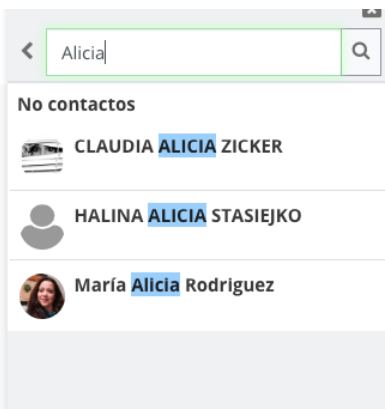 Alicia
No contactos
CLAUDIA ALICIA ZICKER
HALINA ALICIA STASIEJKO
María Alicia Rodriguez